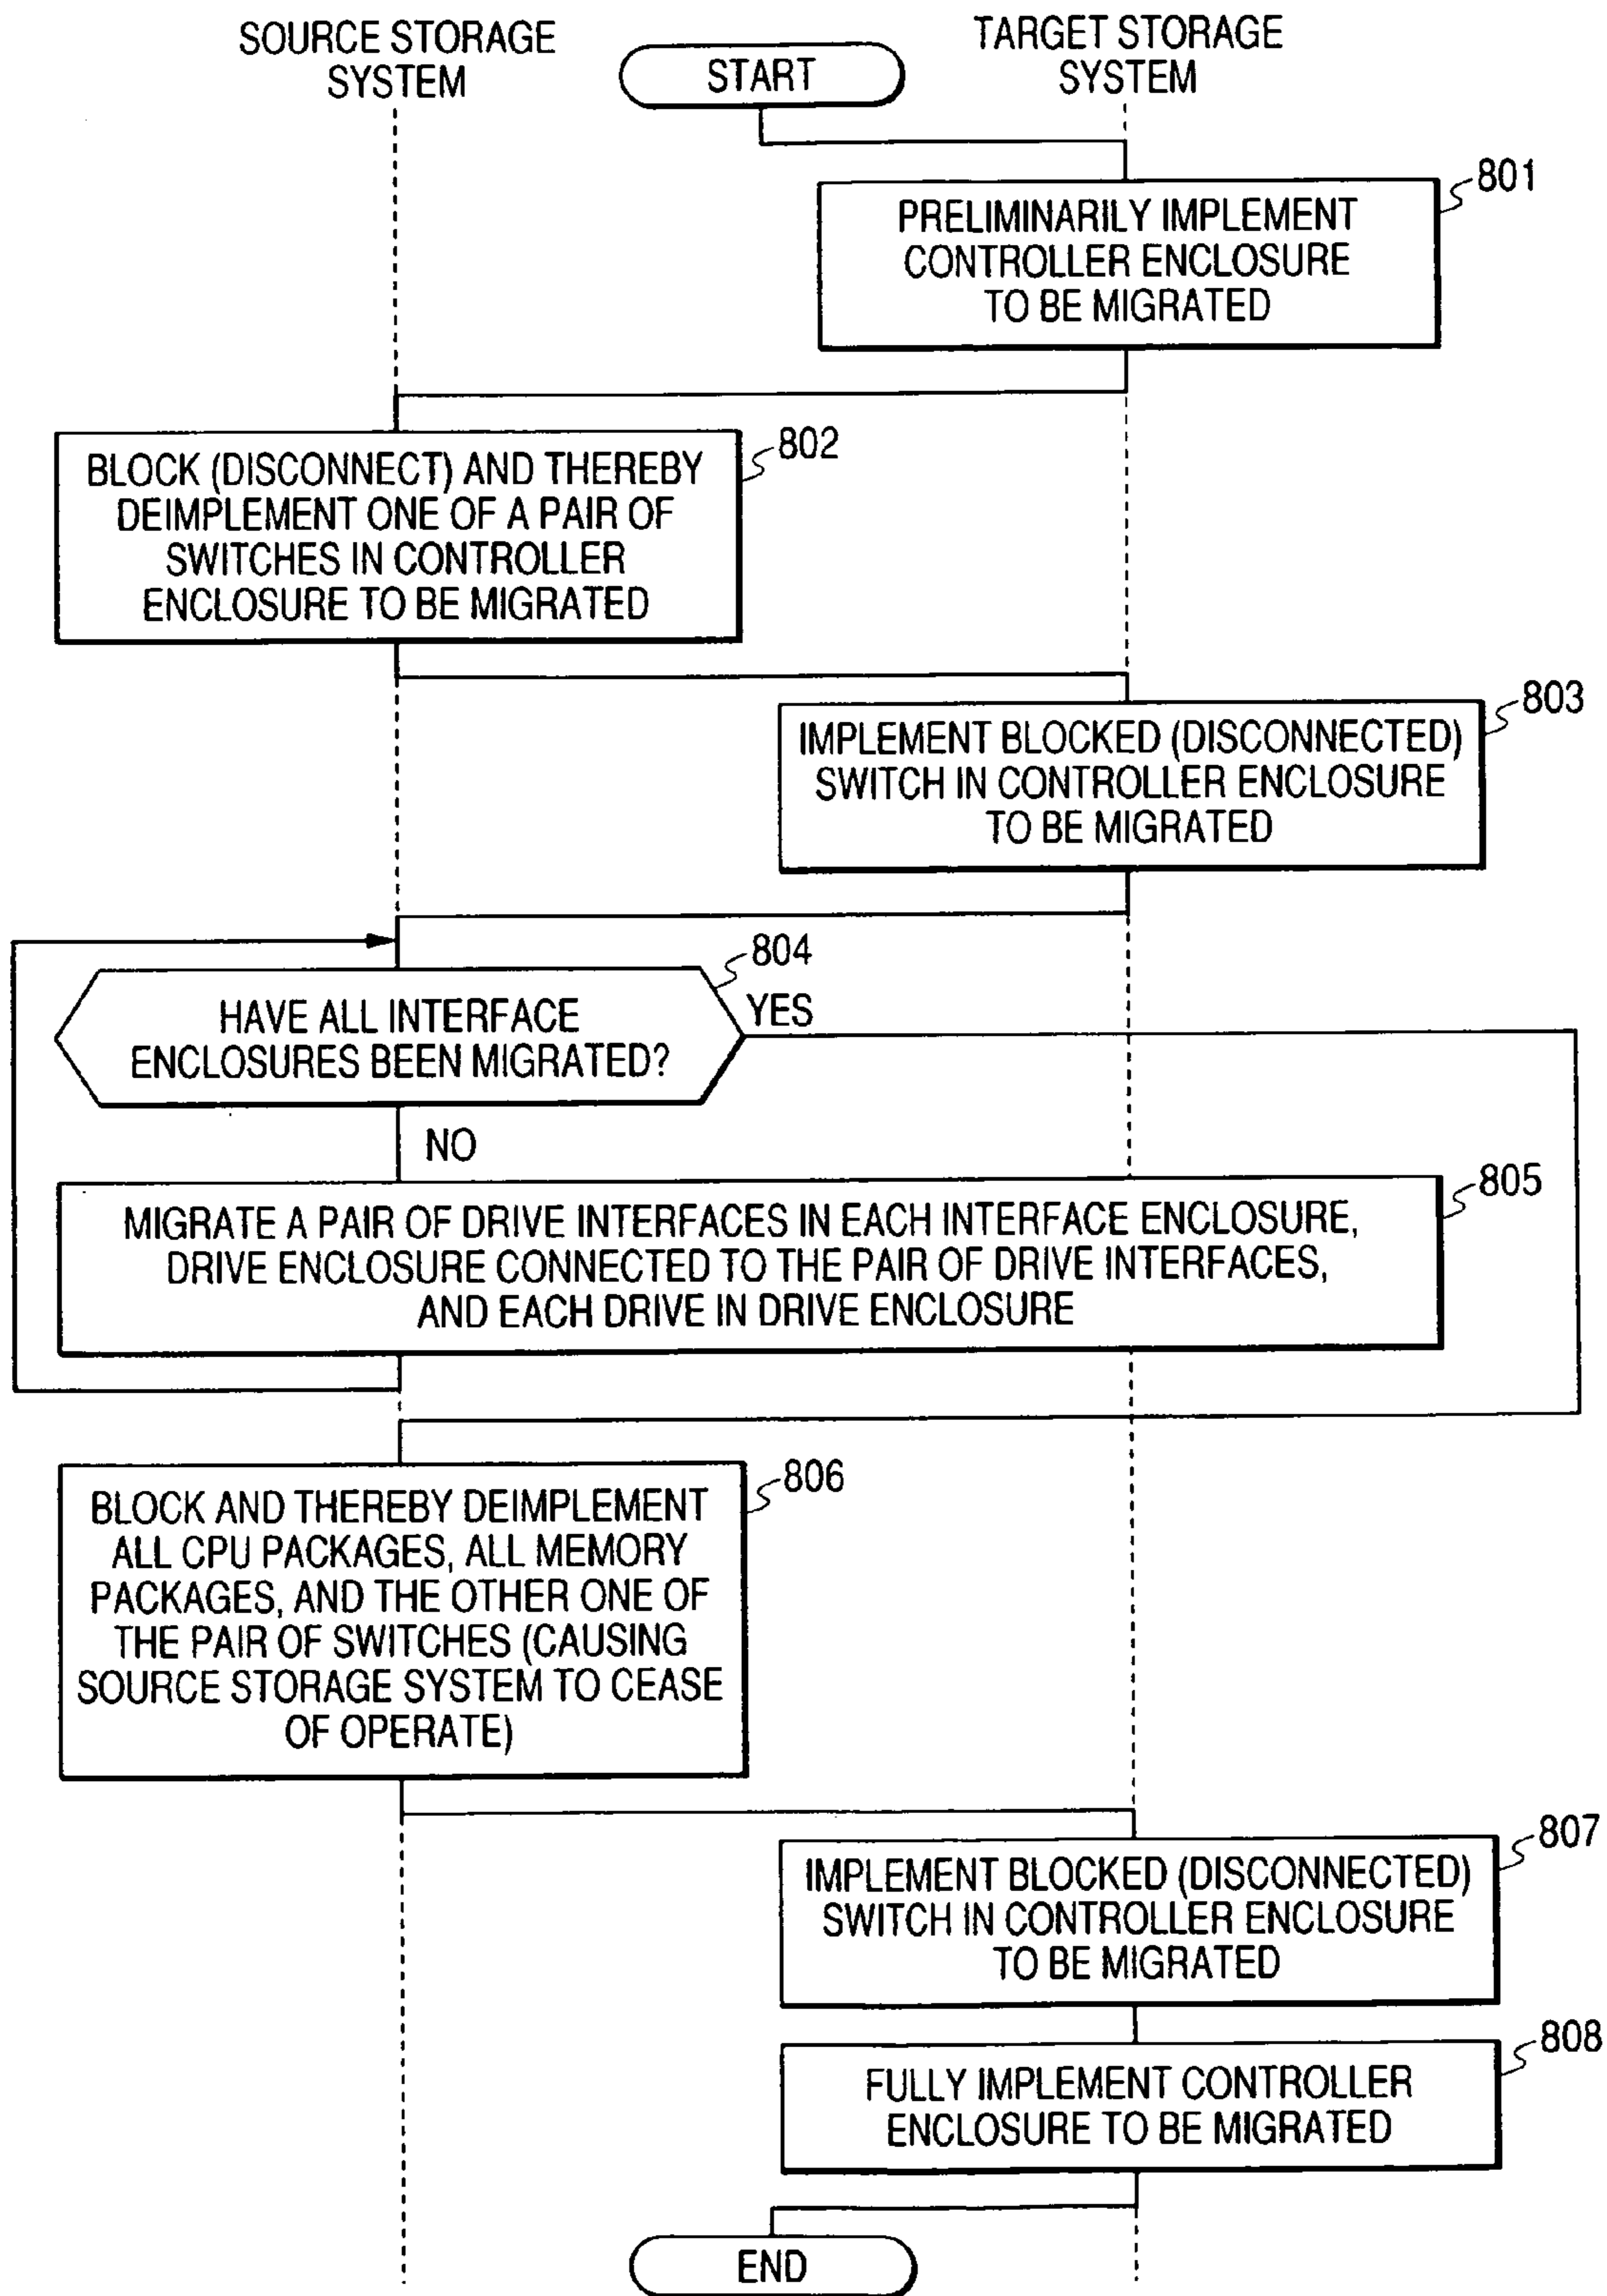 SOURCE STORAGE
SYSTEM
START
TARGET STORAGE
SYSTEM
801
PRELIMINARILY IMPLEMENT
CONTROLLER ENCLOSURE
TO BE MIGRATED
802
BLOCK (DISCONNECT) AND THEREBY
DEIMPLEMENT ONE OF A PAIR OF
SWITCHES IN CONTROLLER
ENCLOSURE TO BE MIGRATED
803
IMPLEMENT BLOCKED (DISCONNECTED)
SWITCH IN CONTROLLER ENCLOSURE
TO BE MIGRATED
804
HAVE ALL INTERFACE
ENCLOSURES BEEN MIGRATED?
YES
NO
805
MIGRATE A PAIR OF DRIVE INTERFACES IN EACH INTERFACE ENCLOSURE,
DRIVE ENCLOSURE CONNECTED TO THE PAIR OF DRIVE INTERFACES,
AND EACH DRIVE IN DRIVE ENCLOSURE
806
BLOCK AND THEREBY DEIMPLEMENT
ALL CPU PACKAGES, ALL MEMORY
PACKAGES, AND THE OTHER ONE OF
THE PAIR OF SWITCHES (CAUSING
SOURCE STORAGE SYSTEM TO CEASE
OF OPERATE)
807
IMPLEMENT BLOCKED (DISCONNECTED)
SWITCH IN CONTROLLER ENCLOSURE
TO BE MIGRATED
808
FULLY IMPLEMENT CONTROLLER
ENCLOSURE TO BE MIGRATED
END